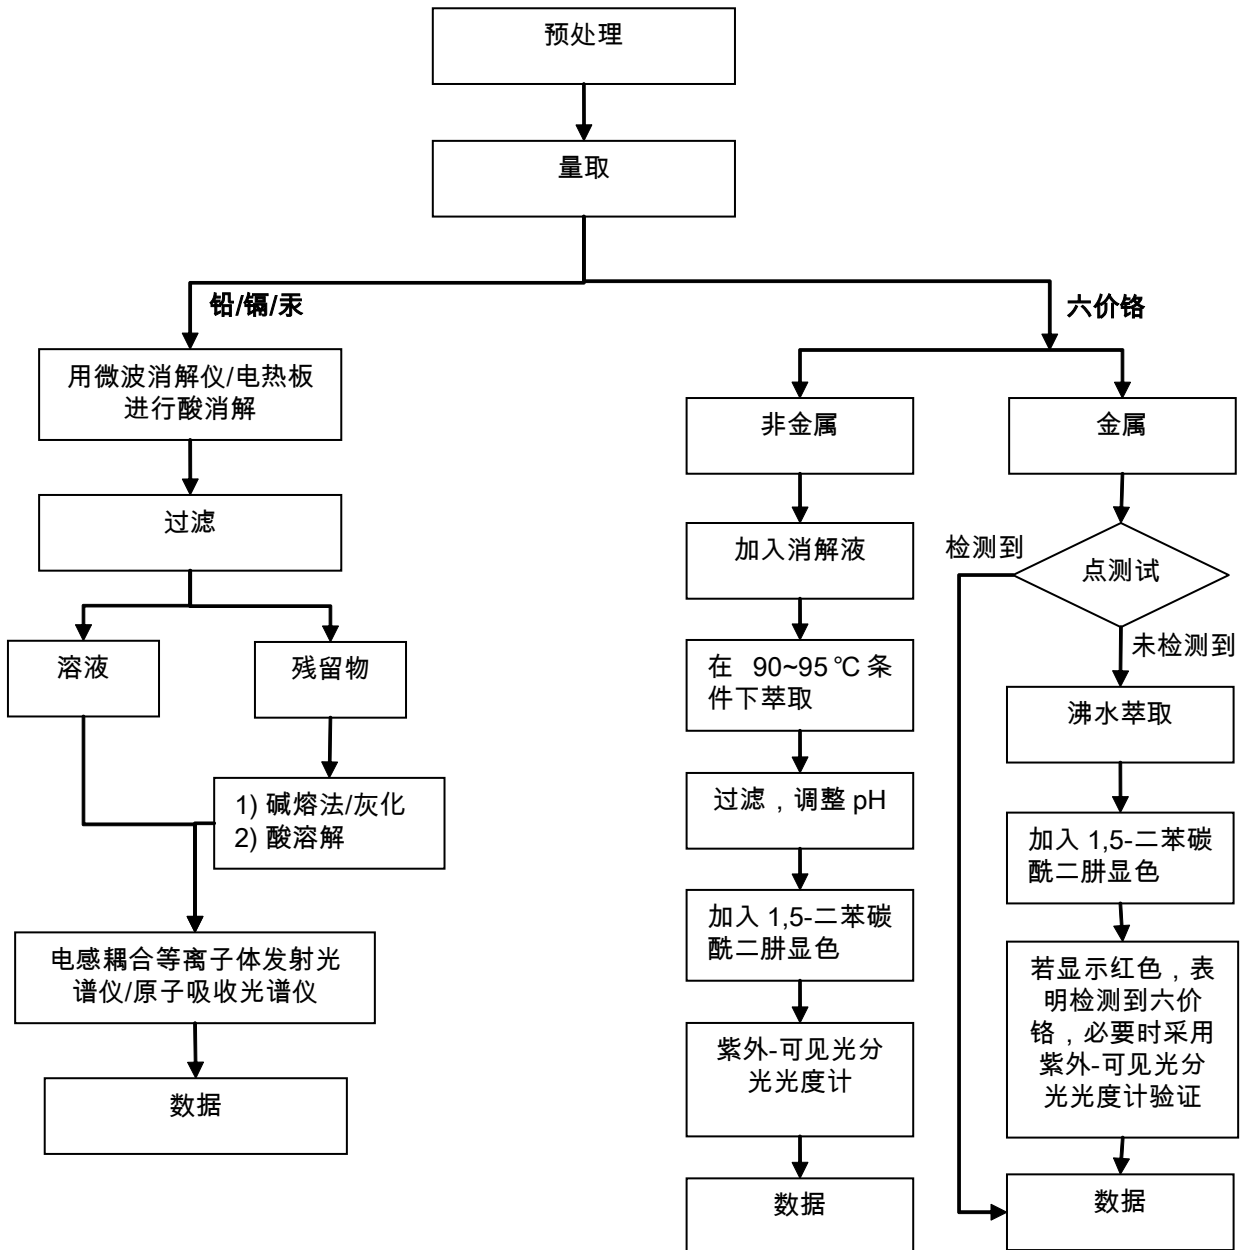 预处理
量取
铅/镉/汞
用微波消解仪/电热板
进行酸消解
过滤
溶液
残留物
1) 碱熔法/灰化
2) 酸溶解
电感耦合等离子体发射光
谱仪/原子吸收光谱仪
数据
六价铬
非金属
加入消解液
在 90~95 ℃ 条
件下萃取
过滤，调整 pH
加入 1,5-二苯碳
酰二肼显色
紫外-可见光分
光光度计
数据
金属
点测试
检测到
未检测到
沸水萃取
加入 1,5-二苯碳
酰二肼显色
若显示红色，表
明检测到六价
铬，必要时采用
紫外-可见光分
光光度计验证
数据